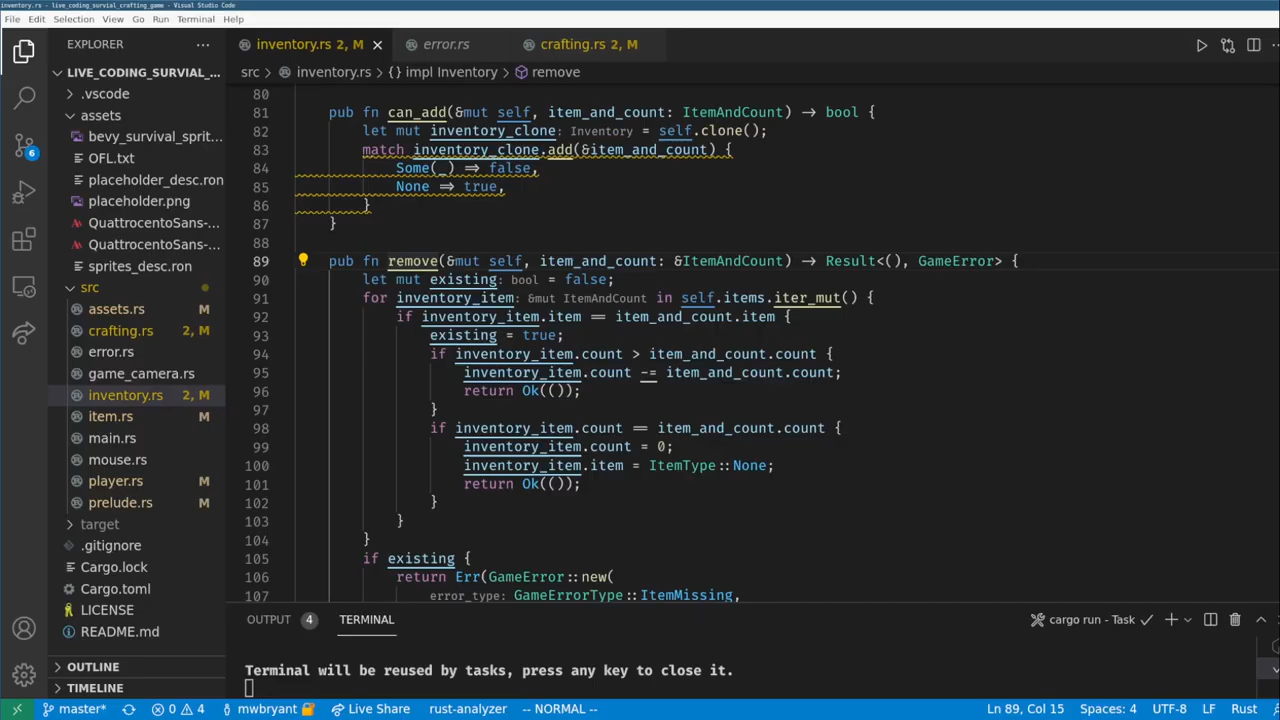 inventory.rs - live_coding_survial_crafting_game - Visual Studio Code
File Edit Selection View Go Run Terminal Help
EXPLORER ...
inventory.rs 2, M
error.rs
crafting.rs 2, M
LIVE_CODING_SURVIAL_...
src > inventory.rs > {} impl Inventory > remove
.vscode
assets
bevy_survival_sprit...
OFL.txt
placeholder_desc.ron
placeholder.png
QuattrocentoSans-...
QuattrocentoSans-...
sprites_desc.ron
src
assets.rs M
crafting.rs 2, M
error.rs
game_camera.rs
inventory.rs 2, M
item.rs M
main.rs
mouse.rs
player.rs M
prelude.rs M
target
.gitignore
Cargo.lock
Cargo.toml
LICENSE
README.md
OUTLINE
TIMELINE
6
80
81 pub fn can_add(&mut self, item_and_count: ItemAndCount) → bool {
82 let mut inventory_clone: Inventory = self.clone();
83 match inventory_clone.add(&item_and_count) {
84 Some(_) ⇒ false,
85 None ⇒ true,
86 }
87 }
88
89 pub fn remove(&mut self, item_and_count: &ItemAndCount) → Result<(), GameError> {
90 let mut existing: bool = false;
91 for inventory_item: &mut ItemAndCount in self.items.iter_mut() {
92 if inventory_item.item == item_and_count.item {
93 existing = true;
94 if inventory_item.count > item_and_count.count {
95 inventory_item.count -= item_and_count.count;
96 return Ok(());
97 }
98 if inventory_item.count == item_and_count.count {
99 inventory_item.count = 0;
100 inventory_item.item = ItemType::None;
101 return Ok(());
102 }
103 }
104 }
105 if existing {
106 return Err(GameError::new(
107 error_type: GameErrorType::ItemMissing,
OUTPUT 4 TERMINAL
cargo run - Task
Terminal will be reused by tasks, press any key to close it.
master* 0 4 mwbryant Live Share rust-analyzer -- NORMAL -- Ln 89, Col 15 Spaces: 4 UTF-8 LF Rust